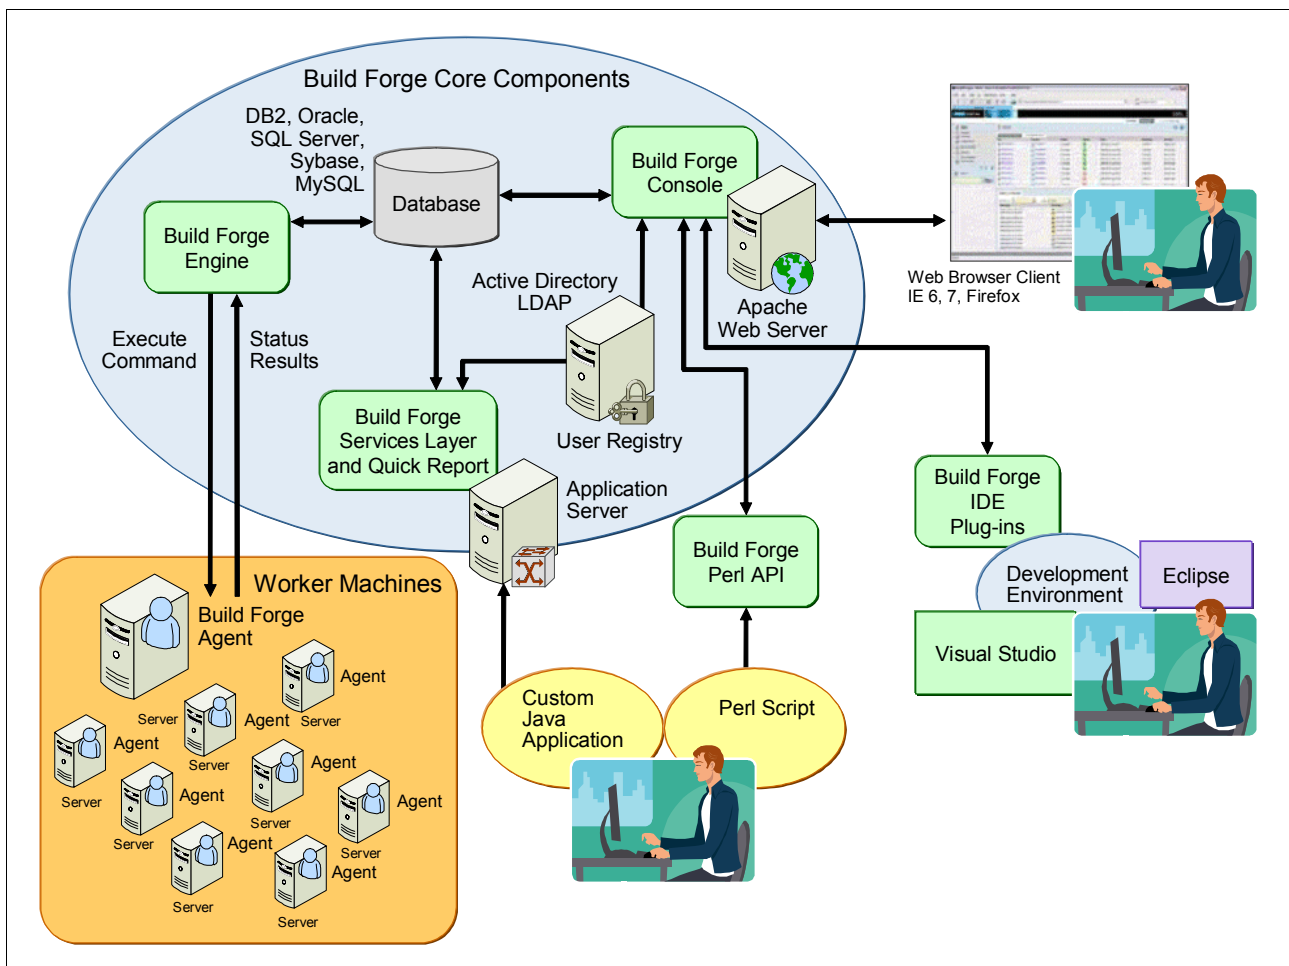 Build Forge Core Components
DB2, Oracle,
SQL Server,
Sybase,
MySQL
Database
Build Forge
Console
Build Forge
Engine
Active Directory
LDAP
Apache
Web Server
Web Browser Client
IE 6, 7, Firefox
Execute
Command
Status
Results
Build Forge
Services Layer
and Quick Report
User Registry
Application
Server
Build Forge
IDE
Plug-ins
Build Forge
Perl API
Development
Environment
Eclipse
Visual Studio
Worker Machines
Build Forge
Agent
Server
Agent
Server
Agent
Server
Agent
Server
Agent
Server
Agent
Server
Agent
Server
Agent
Server
Agent
Server
Custom
Java
Application
Perl Script